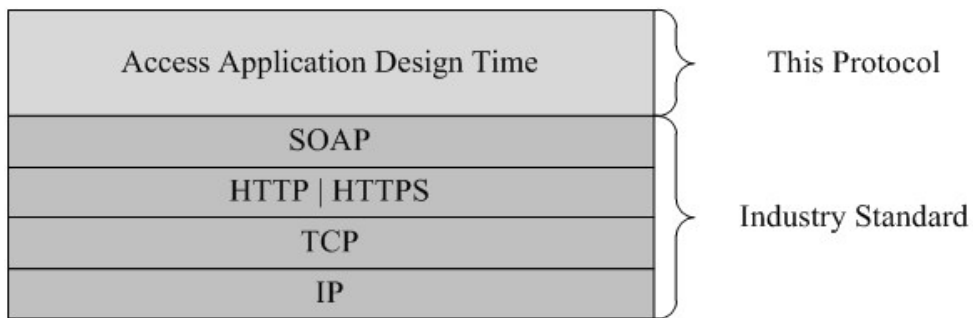 Access Application Design Time
This Protocol
SOAP
HTTP | HTTPS
TCP
IP
Industry Standard